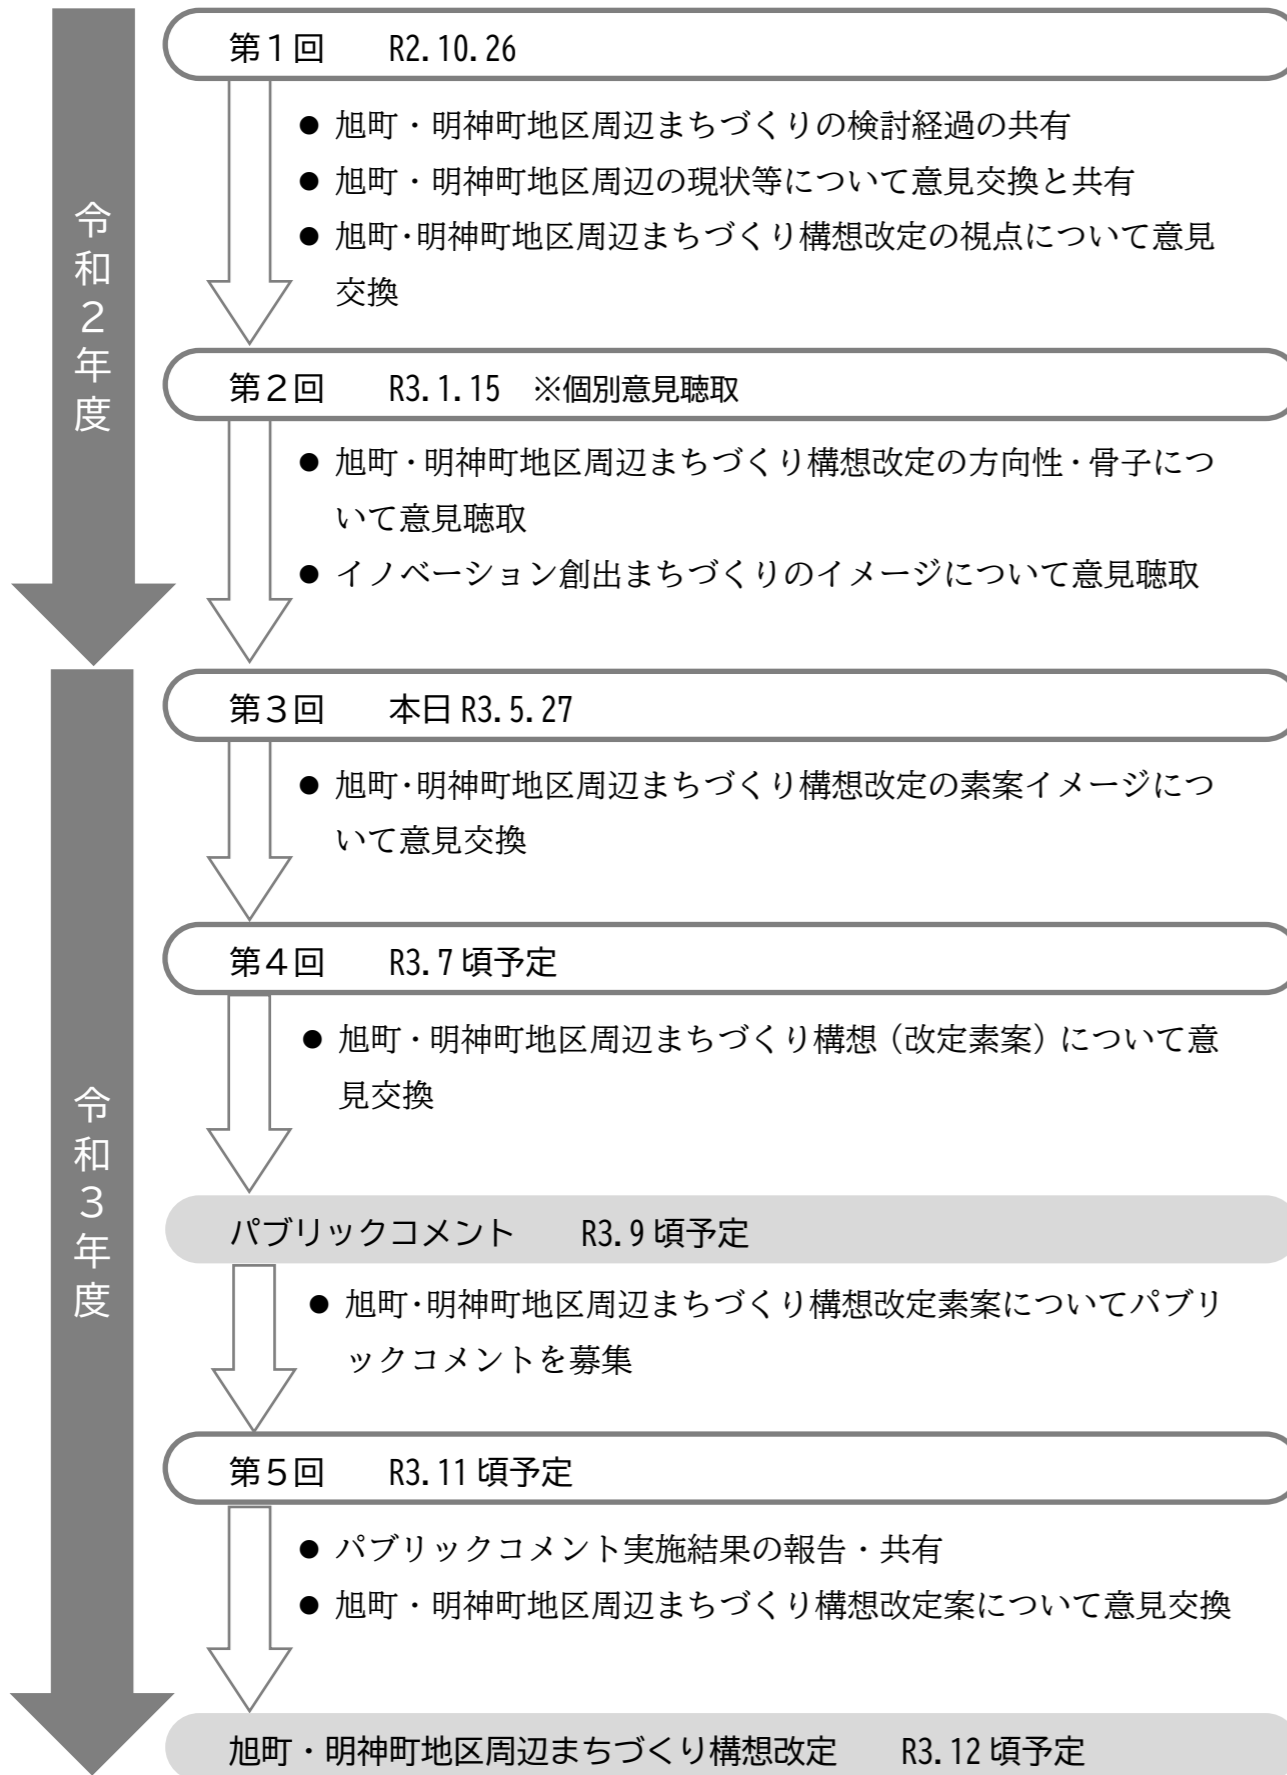 令和２年度
第１回　　R2.10.26
● 旭町・明神町地区周辺まちづくりの検討経過の共有
● 旭町・明神町地区周辺の現状等について意見交換と共有
● 旭町・明神町地区周辺まちづくり構想改定の視点について意見
交換
第２回　　R3.1.15　※個別意見聴取
● 旭町・明神町地区周辺まちづくり構想改定の方向性・骨子につ
いて意見聴取
● イノベーション創出まちづくりのイメージについて意見聴取
令和３年度
第３回　　本日 R3.5.27
● 旭町・明神町地区周辺まちづくり構想改定の素案イメージにつ
いて意見交換
第４回　　R3.7 頃予定
● 旭町・明神町地区周辺まちづくり構想（改定素案）について意
見交換
パブリックコメント　　R3.9 頃予定
● 旭町・明神町地区周辺まちづくり構想改定素案についてパブリ
ックコメントを募集
第５回　　R3.11 頃予定
● パブリックコメント実施結果の報告・共有
● 旭町・明神町地区周辺まちづくり構想改定案について意見交換
旭町・明神町地区周辺まちづくり構想改定　　R3.12 頃予定